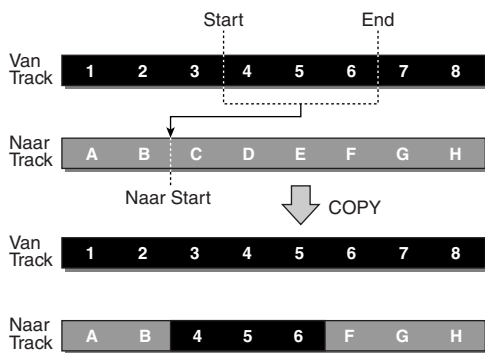 Start End
Van
Track 1 2 3 4 5 6 7 8
Naar
Track A B C D E F G H
Naar Start
COPY
Van
Track 1 2 3 4 5 6 7 8
Naar
Track A B 4 5 6 F G H